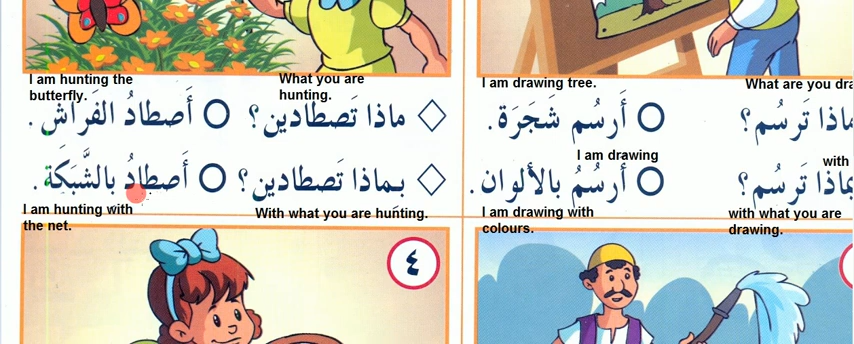 I am hunting the
butterfly.
What you are
hunting.
◇ ماذا تَصطادين؟ ○ أَصطادُ الفَراش.
◇ بماذا تَصطادين؟ ○ أَصطادُ بالشَّبَكَة.
I am hunting with
the net.
With what you are hunting.
I am drawing tree.
What are you dra
ماذا تَرسُم؟ ○ أَرسُم شَجَرَة.
I am drawing
with
ماذا تَرسُم؟ ○ أَرسُمُ بالألوان.
I am drawing with
colours.
with what you are
drawing.
٤